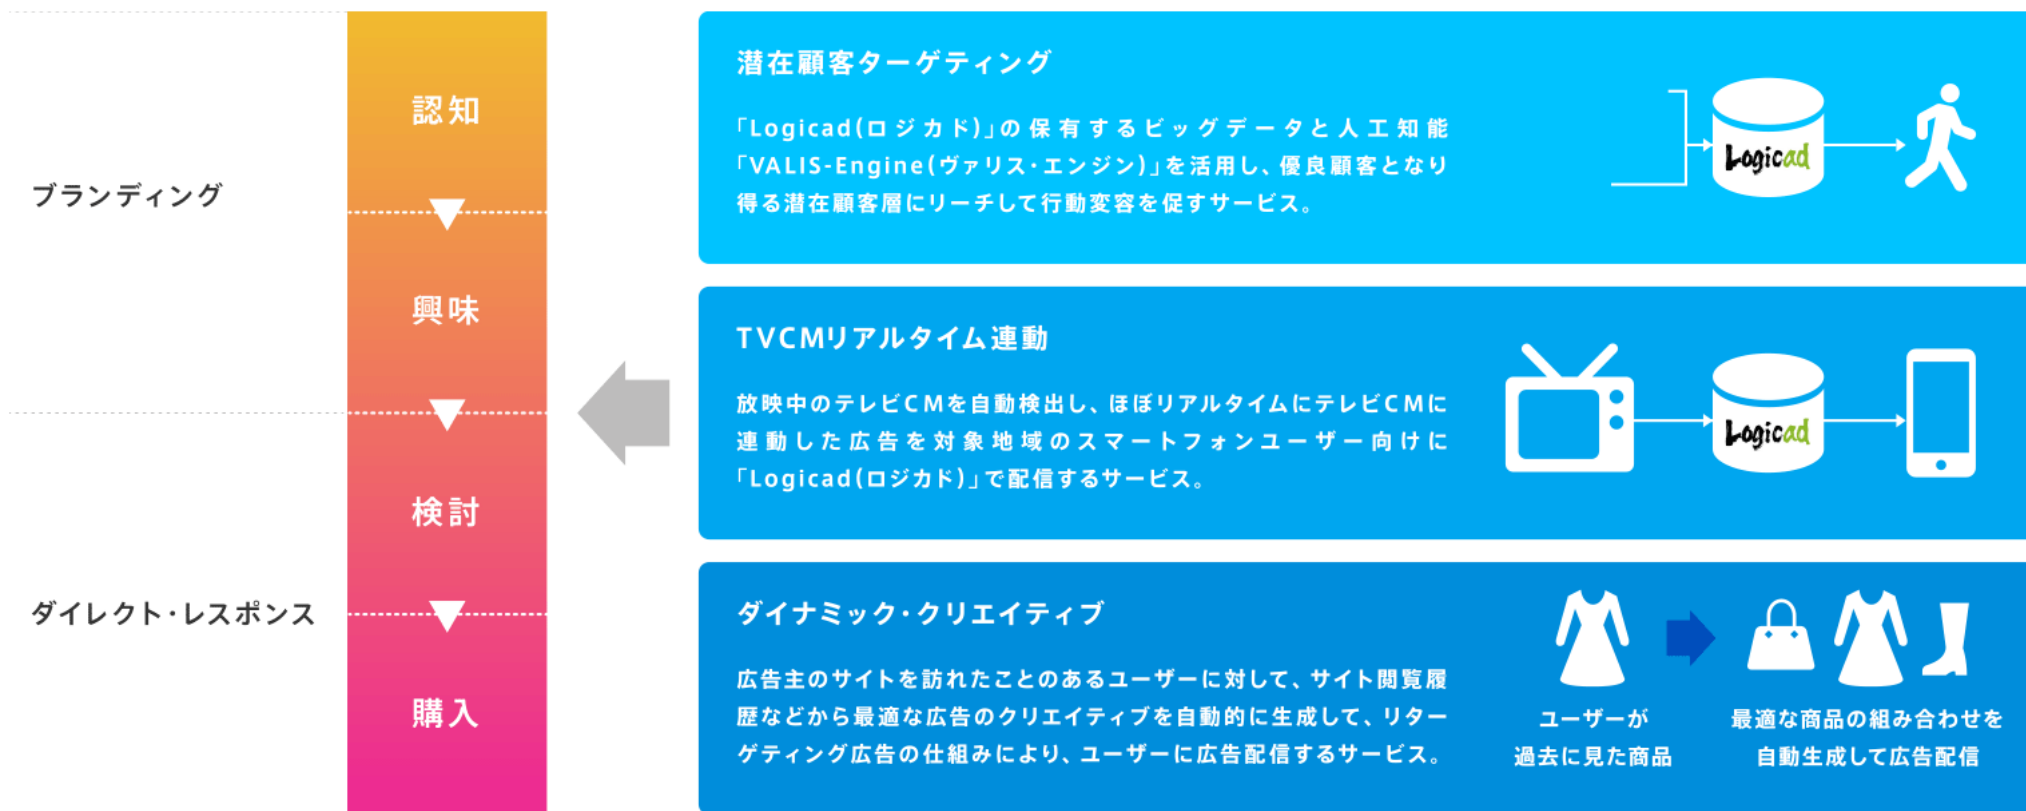 ブランディング
ダイレクト・レスポンス
認知
興味
検討
購入
潜在顧客ターゲティング
「Logicad(ロジカド)」の保有するビッグデータと人工知能
「VALIS-Engine(ヴァリス・エンジン)」を活用し、優良顧客となり
得る潜在顧客層にリーチして行動変容を促すサービス。
Logicad
TVCMリアルタイム連動
放映中のテレビCMを自動検出し、ほぼリアルタイムにテレビCMに
連動した広告を対象地域のスマートフォンユーザー向けに
「Logicad(ロジカド)」で配信するサービス。
Logicad
ダイナミック・クリエイティブ
広告主のサイトを訪れたことのあるユーザーに対して、サイト閲覧履
歴などから最適な広告のクリエイティブを自動的に生成して、リター
ゲティング広告の仕組みにより、ユーザーに広告配信するサービス。
ユーザーが
過去に見た商品
最適な商品の組み合わせを
自動生成して広告配信